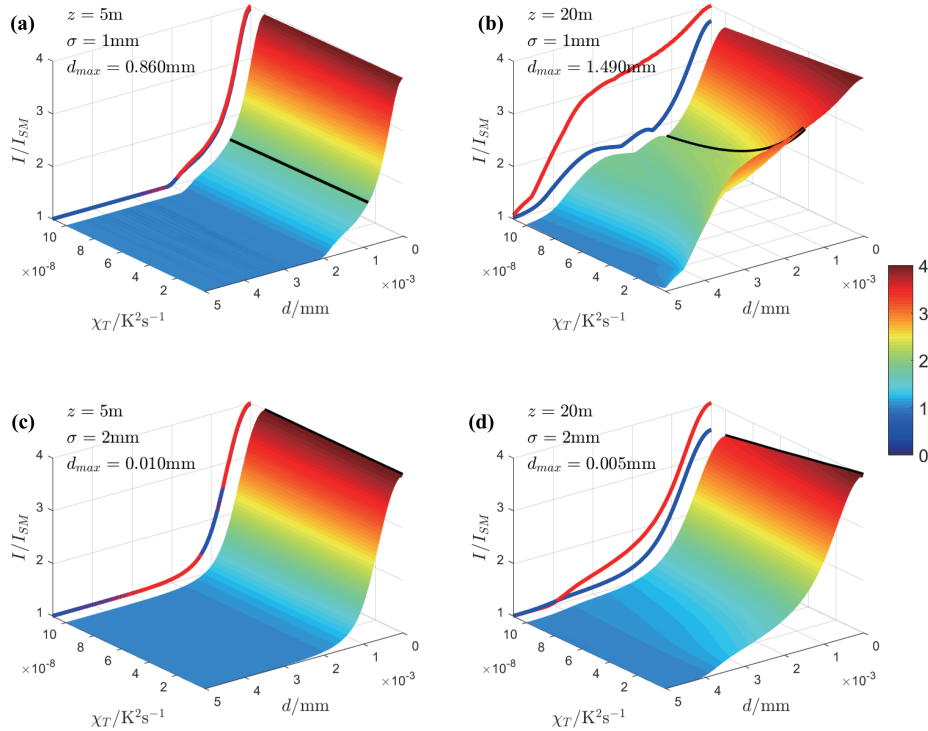 (a)
z = 5m
σ = 1mm
d_max = 0.860mm
I/I_SM
4
3
2
1
10
8
6
4
2
×10⁻⁸
χ_T/K²s⁻¹
5
4
3
2
1
0
×10⁻³
d/mm
(b)
z = 20m
σ = 1mm
d_max = 1.490mm
I/I_SM
4
3
2
1
10
8
6
4
2
×10⁻⁸
χ_T/K²s⁻¹
5
4
3
2
1
0
×10⁻³
d/mm
4
3
2
1
0
(c)
z = 5m
σ = 2mm
d_max = 0.010mm
I/I_SM
4
3
2
1
10
8
6
4
2
×10⁻⁸
χ_T/K²s⁻¹
5
4
3
2
1
0
×10⁻³
d/mm
(d)
z = 20m
σ = 2mm
d_max = 0.005mm
I/I_SM
4
3
2
1
10
8
6
4
2
×10⁻⁸
χ_T/K²s⁻¹
5
4
3
2
1
0
×10⁻³
d/mm